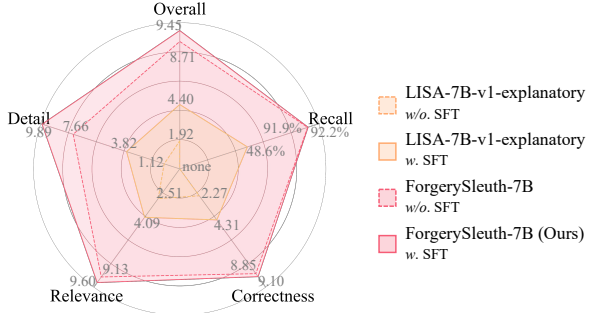 Overall
9.45
8.71
4.40
1.92
Detail
9.89
7.66
3.82
1.12
none
Recall
91.9%
92.2%
48.6%
2.51
2.27
4.09
4.31
9.13
8.85
9.60
9.10
Relevance
Correctness
LISA-7B-v1-explanatory
w/o. SFT
LISA-7B-v1-explanatory
w. SFT
ForgerySleuth-7B
w/o. SFT
ForgerySleuth-7B (Ours)
w. SFT